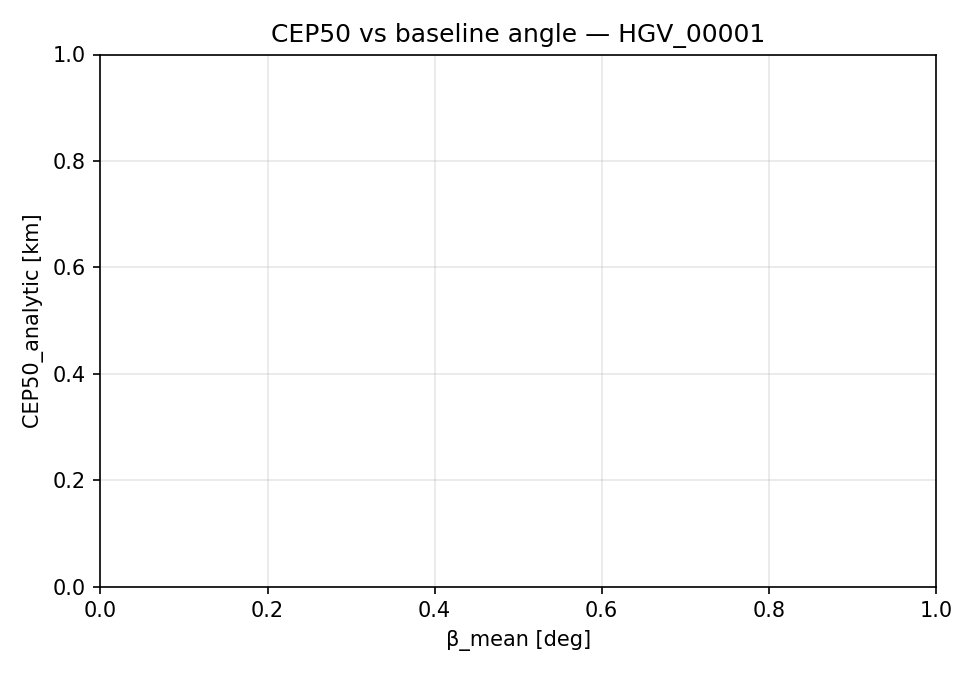 CEP50 vs baseline angle — HGV_00001
1.0
0.8
0.6
0.4
0.2
0.0
CEP50_analytic [km]
0.0 0.2 0.4 0.6 0.8 1.0
β_mean [deg]